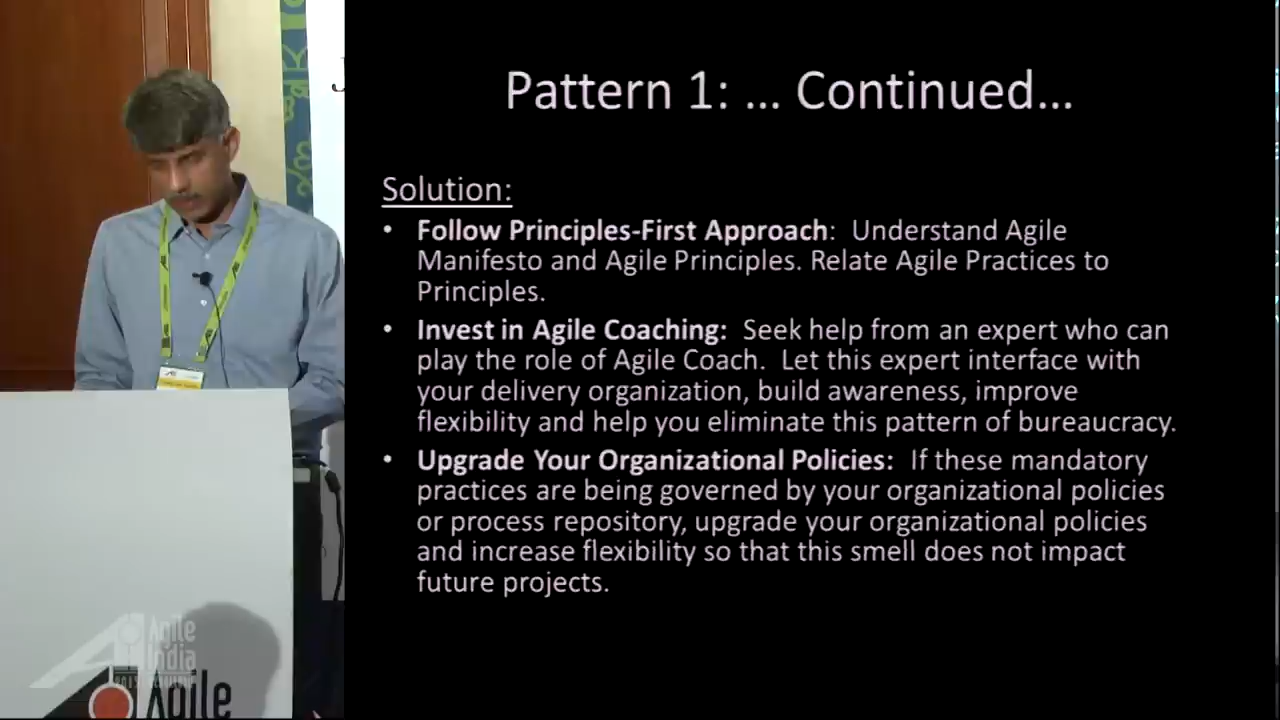 Pattern 1: ... Continued...
Solution:
• Follow Principles-First Approach: Understand Agile
Manifesto and Agile Principles. Relate Agile Practices to
Principles.
• Invest in Agile Coaching: Seek help from an expert who can
play the role of Agile Coach. Let this expert interface with
your delivery organization, build awareness, improve
flexibility and help you eliminate this pattern of bureaucracy.
• Upgrade Your Organizational Policies: If these mandatory
practices are being governed by your organizational policies
or process repository, upgrade your organizational policies
and increase flexibility so that this smell does not impact
future projects.
Agile
India
Agile